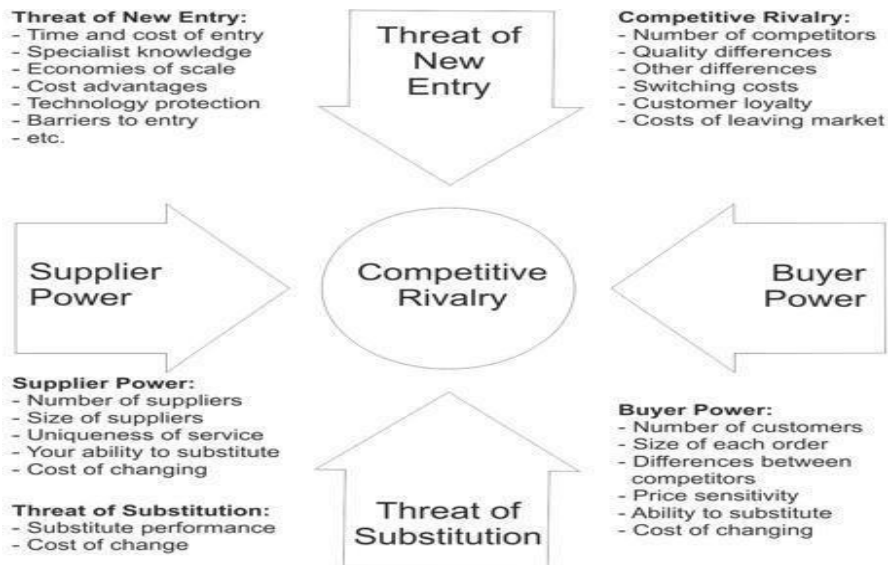 Threat of New Entry:
- Time and cost of entry
- Specialist knowledge
- Economies of scale
- Cost advantages
- Technology protection
- Barriers to entry
- etc.
Threat of
New
Entry
Competitive Rivalry:
- Number of competitors
- Quality differences
- Other differences
- Switching costs
- Customer loyalty
- Costs of leaving market
Supplier
Power
Competitive
Rivalry
Buyer
Power
Supplier Power:
- Number of suppliers
- Size of suppliers
- Uniqueness of service
- Your ability to substitute
- Cost of changing
Threat of Substitution:
- Substitute performance
- Cost of change
Threat of
Substitution
Buyer Power:
- Number of customers
- Size of each order
- Differences between
competitors
- Price sensitivity
- Ability to substitute
- Cost of changing